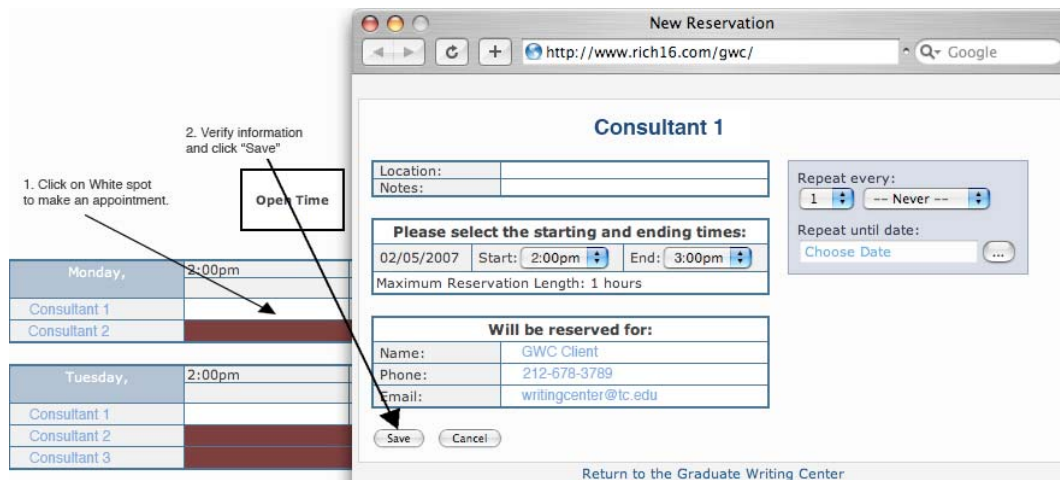 New Reservation
http://www.rich16.com/gwc/
Google
2. Verify information
and click “Save”
1. Click on White spot
to make an appointment.
Open Time
Monday,
2:00pm
Consultant 1
Consultant 2
Tuesday,
2:00pm
Consultant 1
Consultant 2
Consultant 3
Consultant 1
Location:
Notes:
Please select the starting and ending times:
02/05/2007 Start: 2:00pm End: 3:00pm
Maximum Reservation Length: 1 hours
Will be reserved for:
Name: GWC Client
Phone: 212-678-3789
Email: writingcenter@tc.edu
Save Cancel
Repeat every:
1 -- Never --
Repeat until date:
Choose Date ...
Return to the Graduate Writing Center